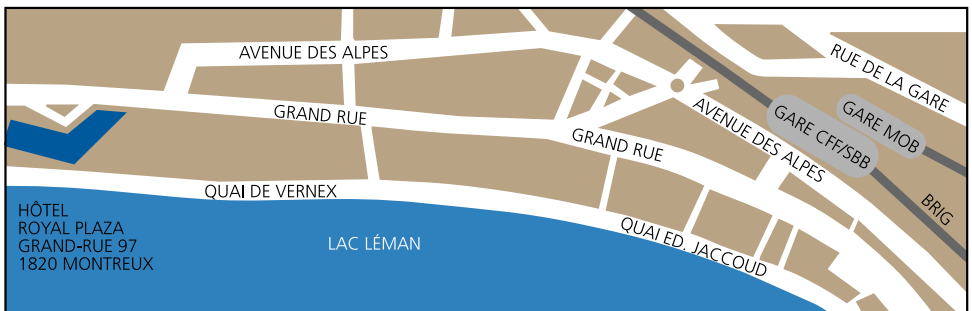 AVENUE DES ALPES
RUE DE LA GARE
GRAND RUE
GARE MOB
GRAND RUE
AVENUE DES ALPES
GARE CFF/SBB
QUAI DE VERNEX
BRIG
HÔTEL
ROYAL PLAZA
GRAND-RUE 97
1820 MONTREUX
LAC LÉMAN
QUAI ED. JACCOUD